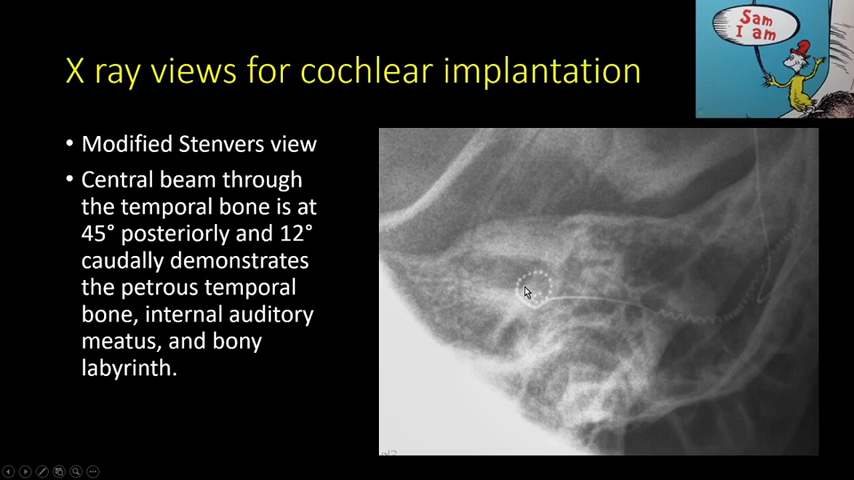 Sam
I am
X ray views for cochlear implantation
• Modified Stenvers view
• Central beam through
the temporal bone is at
45° posteriorly and 12°
caudally demonstrates
the petrous temporal
bone, internal auditory
meatus, and bony
labyrinth.